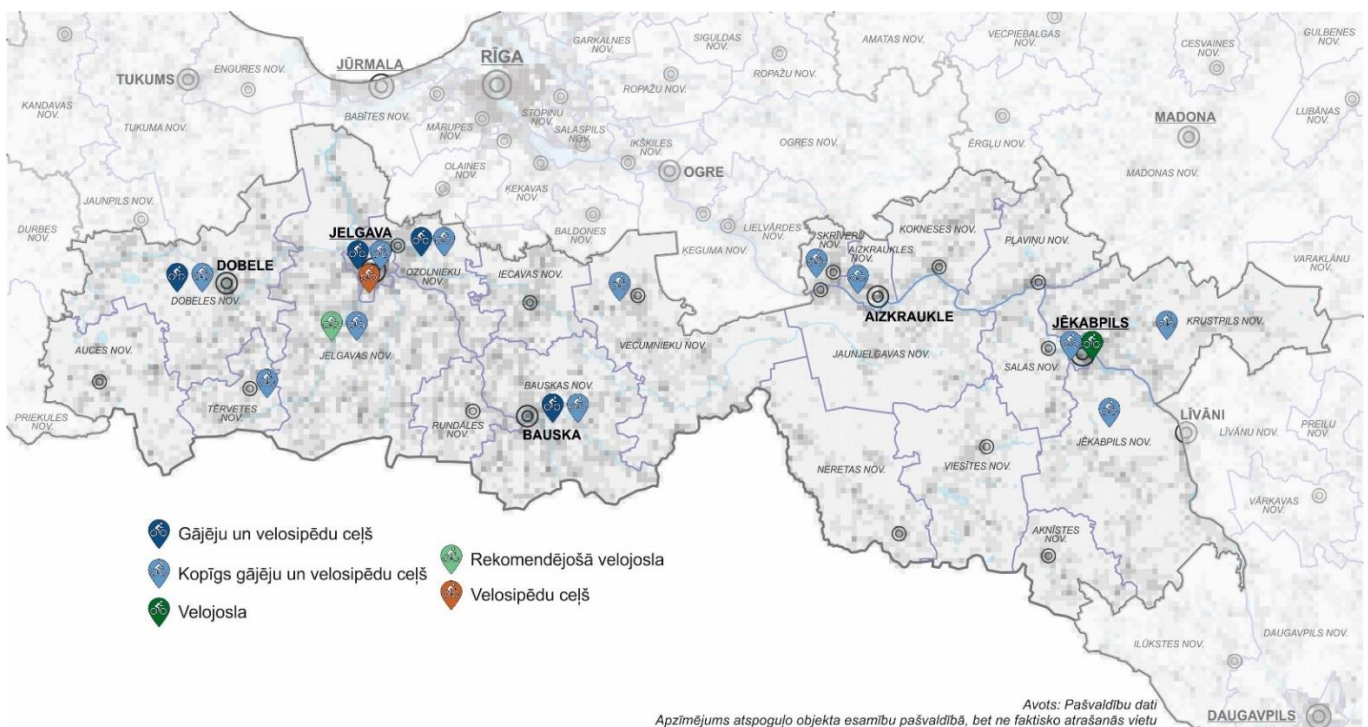 KANDAVAS
NOV.
TUKUMS
ENGURES NOV.
TUKUMA NOV.
JŪRMALA
RĪGA
BABĪTES NOV.
MĀRUPES
NOV.
STOPIŅU
NOV.
SALASPILS
NOV.
GARKALNES
NOV.
SIGULDAS
NOV.
ROPAŽU NOV.
ROPAŽU
NOV.
AMATAS NOV.
VECPIEBALGAS
NOV.
CESVAINES
NOV.
GULBENES
NOV.
LUBĀNAS
NOV.
MADONA
MADONAS NOV.
ĒRGĻU NOV.
OGRES NOV.
IKŠĶILES
NOV.
OGRE
OLAINES
NOV.
ĶEKAVAS
NOV.
BALDONES
NOV.
ĶEGUMA NOV.
LIELVĀRDES
NOV.
JAUNPILS NOV.
DURBES
NOV.
VARAKĻĀNU
NOV.
JELGAVA
OZOLNIEKU
NOV.
DOBELE
DOBELES NOV.
IECAVAS NOV.
SKRĪVERU
NOV.
AIZKRAUKLES
NOV.
KOKNESES
NOV.
PĻAVIŅU NOV.
AIZKRAUKLE
JĒKABPILS
KRUSTPILS NOV.
AUCES NOV.
JELGAVAS NOV.
VECUMNIEKU NOV.
JAUNJELGAVAS NOV.
SALAS NOV.
TĒRVETES
NOV.
PRIEKULES
NOV.
RUNDĀLES
NOV.
BAUSKAS NOV.
BAUSKA
JĒKABPILS NOV.
LĪVĀNI
LĪVĀNU NOV.
PREIĻU
NOV.
NERETAS NOV.
VIESĪTES NOV.
VĀRKAVAS
NOV.
AKNĪSTES
NOV.
ILŪKSTES NOV.
DAUGAVPILS NOV.
DAUGAVPILS
Gājēju un velosipēdu ceļš
Kopīgs gājēju un velosipēdu ceļš
Velojosla
Rekomendējošā velojosla
Velosipēdu ceļš
Avots: Pašvaldību dati
Apzīmējums atspoguļo objekta esamību pašvaldībā, bet ne faktisko atrašanās vietu